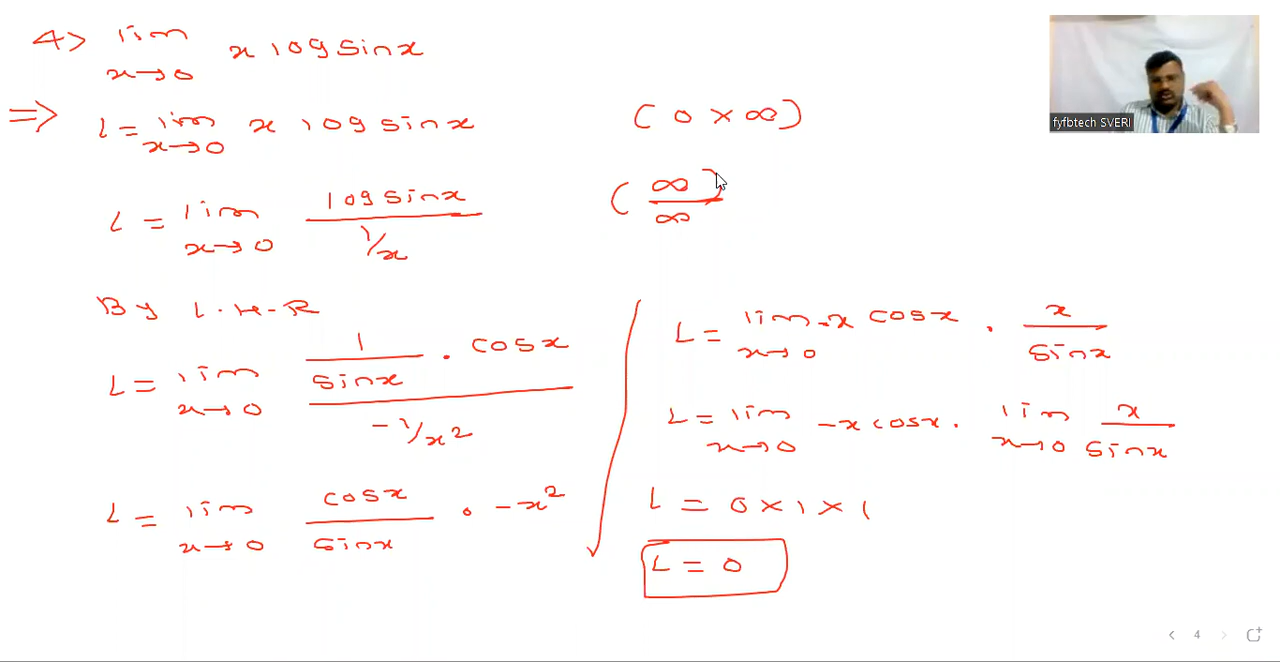 4> lim x→0 x log sin x
⇒ L = lim x→0 x log sin x (0 × ∞)
L = lim x→0 log sin x / 1/x (∞/∞)
By L-H-R
L = lim x→0 1/sin x · cos x / -1/x²
L = lim x→0 cos x / sin x · -x²
L = lim x→0 -x cos x · x / sin x
L = lim x→0 -x cos x · lim x→0 x / sin x
L = 0 × 1 × 1
L = 0
fyfbtech SVERI
< 4 >